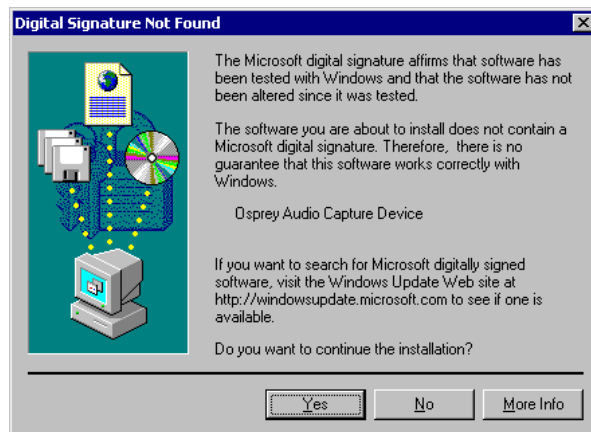 Digital Signature Not Found
The Microsoft digital signature affirms that software has
been tested with Windows and that the software has not
been altered since it was tested.
The software you are about to install does not contain a
Microsoft digital signature. Therefore,  there is no
guarantee that this software works correctly with
Windows.
Osprey Audio Capture Device
If you want to search for Microsoft digitally signed
software, visit the Windows Update Web site at
http://windowsupdate.microsoft.com to see if one is
available.
Do you want to continue the installation?
Yes
No
More Info